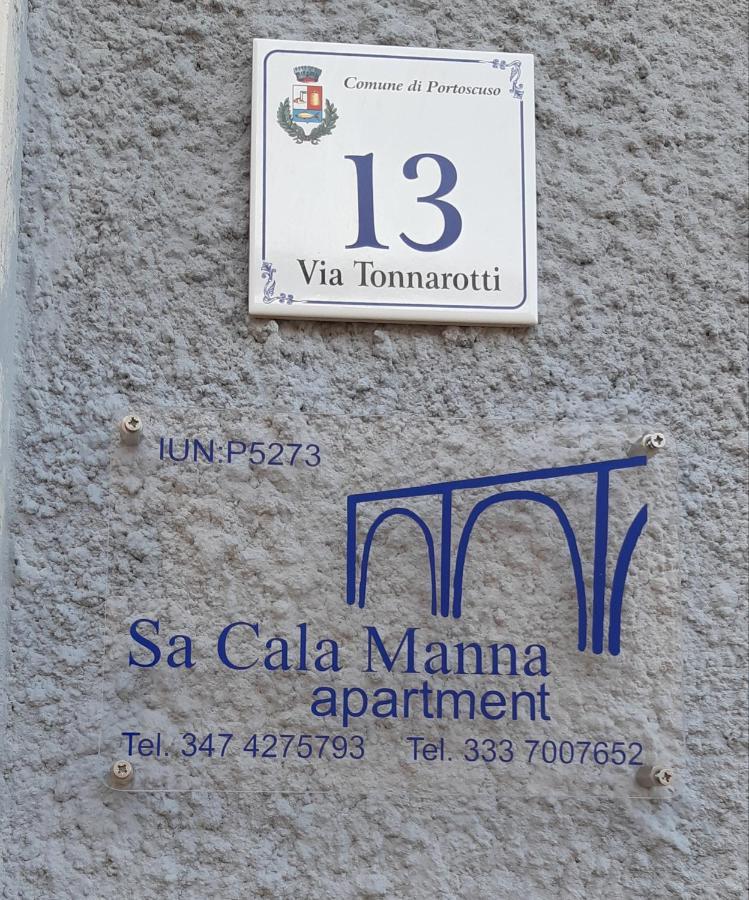 Comune di Portoscuso
13
Via Tonnarotti
IUN:P5273
Sa Cala Manna
apartment
Tel. 347 4275793 Tel. 333 7007652